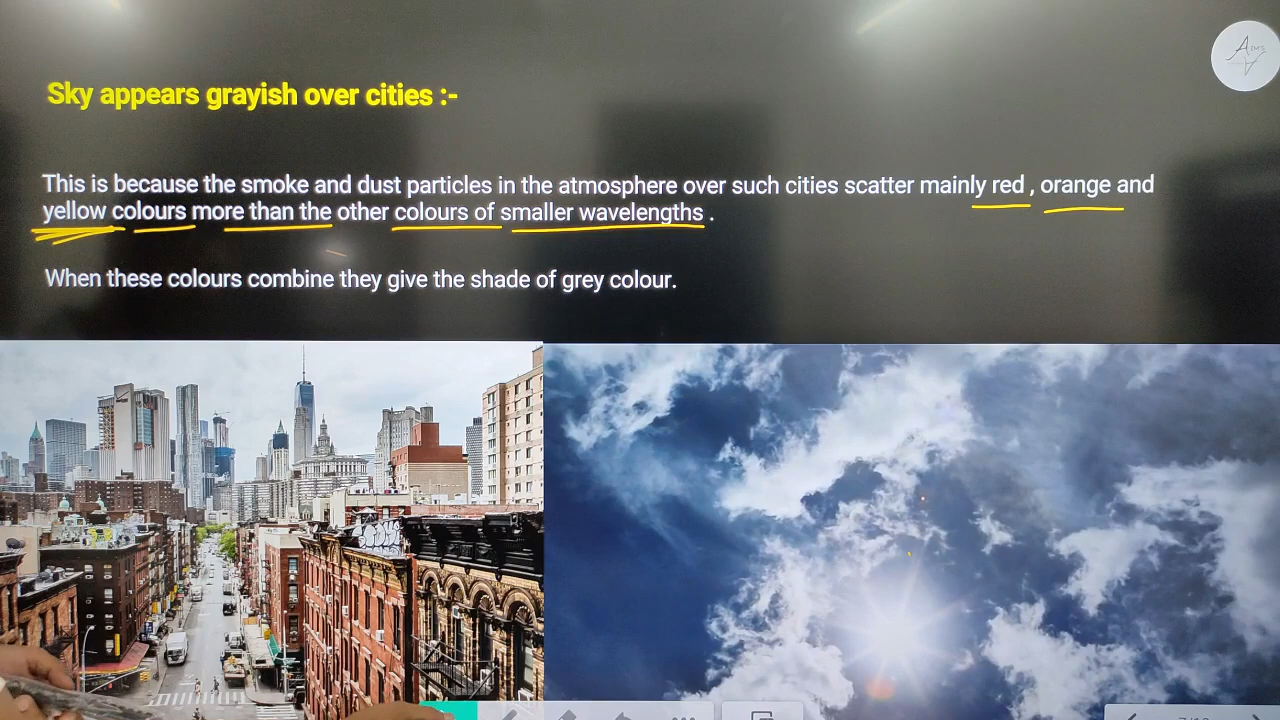 Sky appears grayish over cities :-
This is because the smoke and dust particles in the atmosphere over such cities scatter mainly red , orange and
yellow colours more than the other colours of smaller wavelengths .
When these colours combine they give the shade of grey colour.